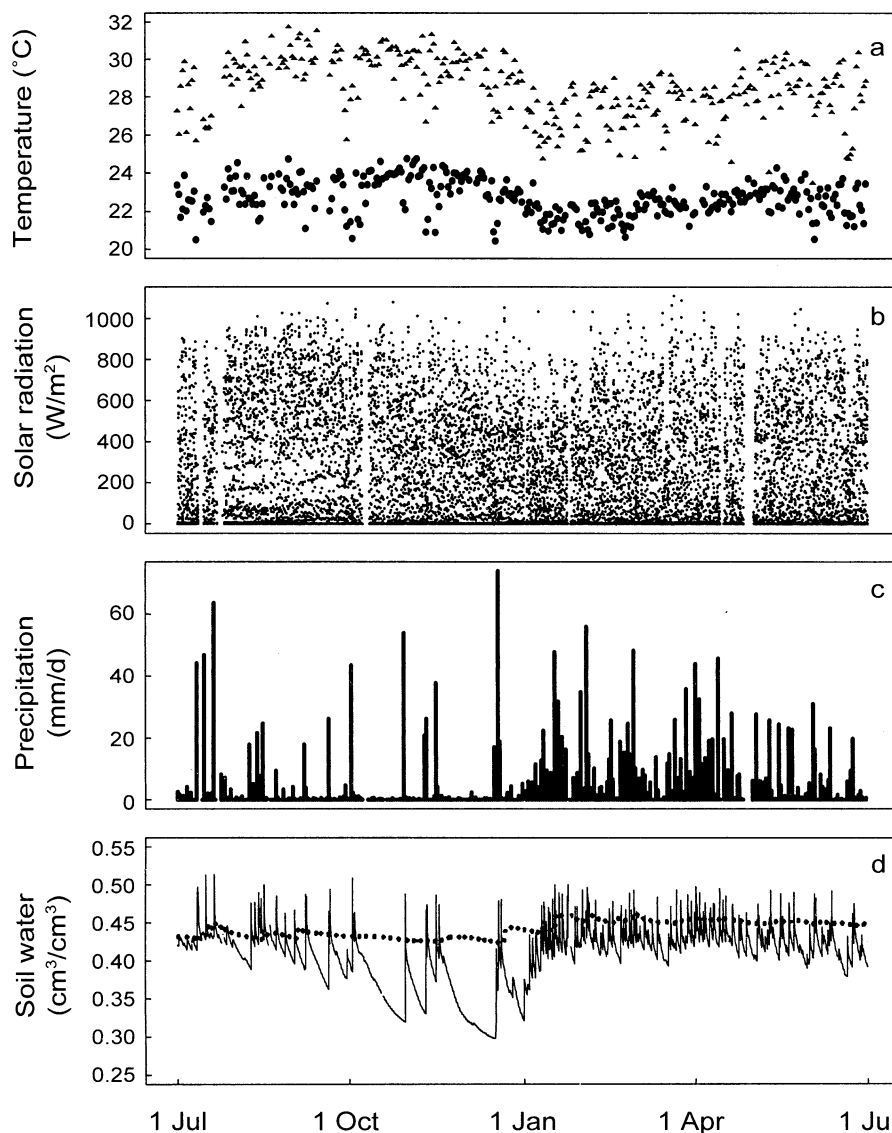 a
Temperature (°C)
32
30
28
26
24
22
20
b
Solar radiation
(W/m²)
1000
800
600
400
200
0
c
Precipitation
(mm/d)
60
40
20
0
d
Soil water
(cm³/cm³)
0.55
0.50
0.45
0.40
0.35
0.30
0.25
1 Jul 1 Oct 1 Jan 1 Apr 1 Ju